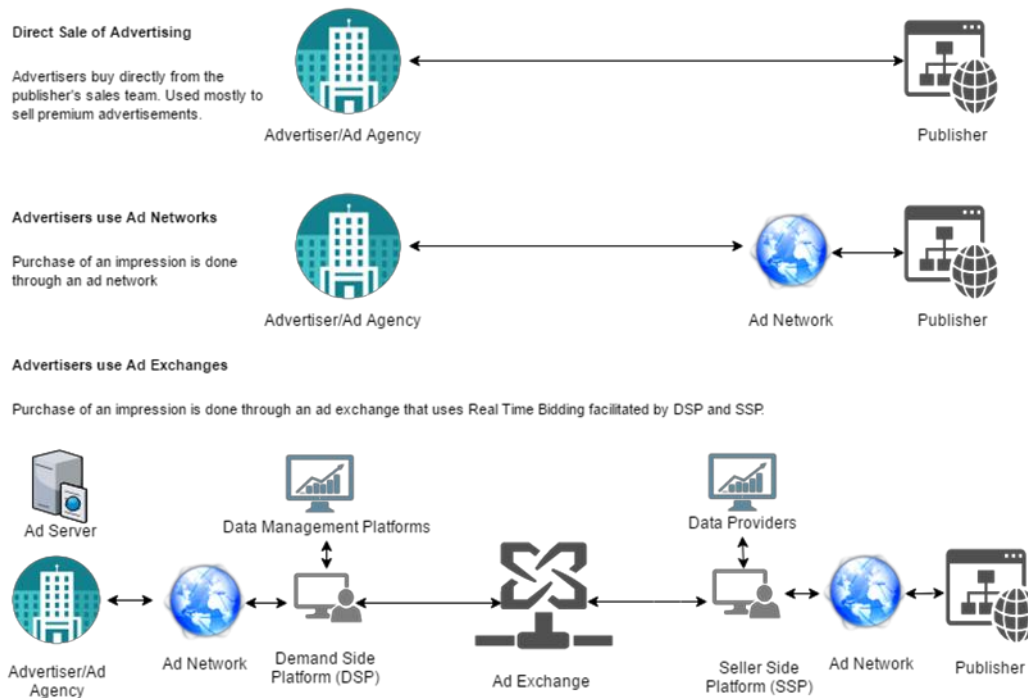 Direct Sale of Advertising
Advertisers buy directly from the
publisher's sales team. Used mostly to
sell premium advertisements.
Advertiser/Ad Agency
Publisher
Advertisers use Ad Networks
Purchase of an impression is done
through an ad network
Advertiser/Ad Agency
Ad Network
Publisher
Advertisers use Ad Exchanges
Purchase of an impression is done through an ad exchange that uses Real Time Bidding facilitated by DSP and SSP.
Ad Server
Data Management Platforms
Data Providers
Advertiser/Ad
Agency
Ad Network
Demand Side
Platform (DSP)
Ad Exchange
Seller Side
Platform (SSP)
Ad Network
Publisher